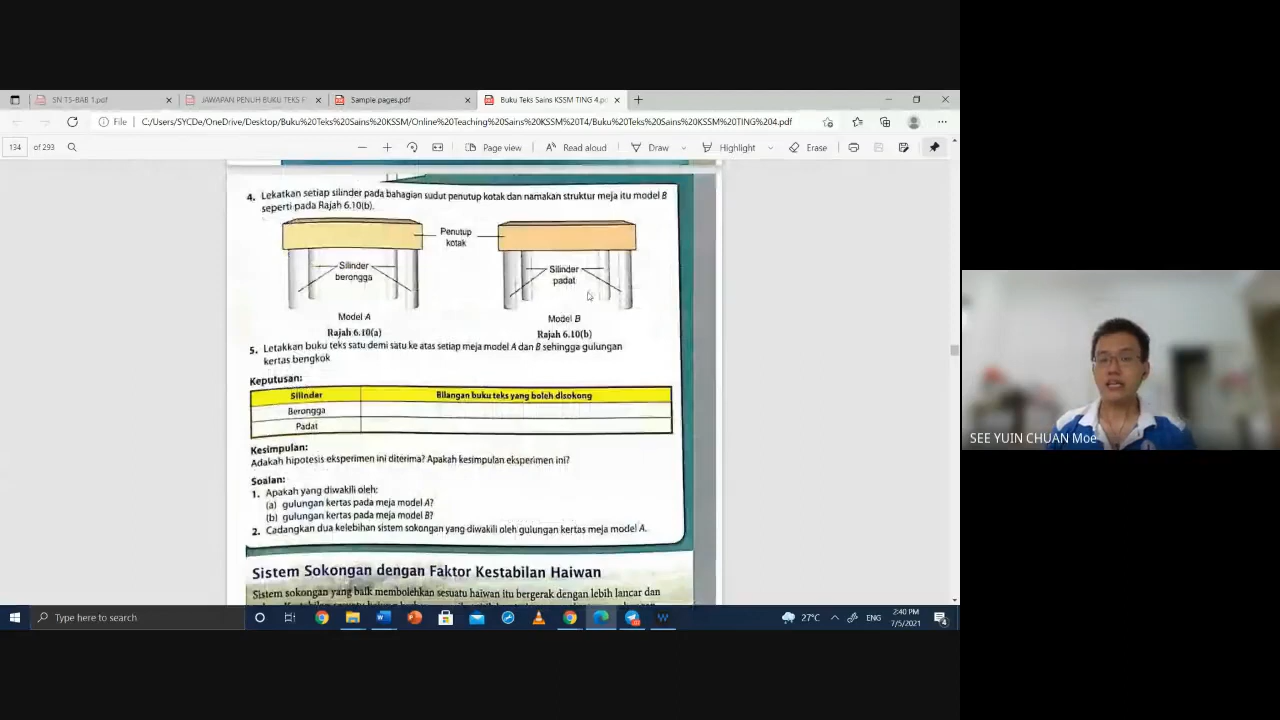 SN T5-BAB 1.pdf
JAWAPAN PENUH BUKU TEKS F
Sample pages.pdf
Buku Teks Sains KSSM TING 4.p
File
C:/Users/SYCDe/OneDrive/Desktop/Buku%20Teks%20Sains%20KSSM/Online%20Teaching%20Sains%20KSSM%20T4/Buku%20Teks%20Sains%20KSSM%20TING%204.pdf
134 of 293
Page view
Read aloud
Draw
Highlight
Erase
4. Lekatkan setiap silinder pada bahagian sudut penutup kotak dan namakan struktur meja itu model B
seperti pada Rajah 6.10(b).
Penutup
kotak
Silinder
berongga
Silinder
padat
Model A
Model B
Rajah 6.10(a)
Rajah 6.10(b)
5. Letakkan buku teks satu demi satu ke atas setiap meja model A dan B sehingga gulungan
kertas bengkok
Keputusan:
Silinder Bilangan buku teks yang boleh disokong
Berongga
Padat
Kesimpulan:
Adakah hipotesis eksperimen ini diterima? Apakah kesimpulan eksperimen ini?
Soalan:
1. Apakah yang diwakili oleh:
(a) gulungan kertas pada meja model A?
(b) gulungan kertas pada meja model B?
2. Cadangkan dua kelebihan sistem sokongan yang diwakili oleh gulungan kertas meja model A.
Sistem Sokongan dengan Faktor Kestabilan Haiwan
Sistem sokongan yang baik membolehkan sesuatu haiwan itu bergerak dengan lebih lancar dan
SEE YUIN CHUAN Moe
Type here to search
27°C
ENG
2:40 PM
7/5/2021